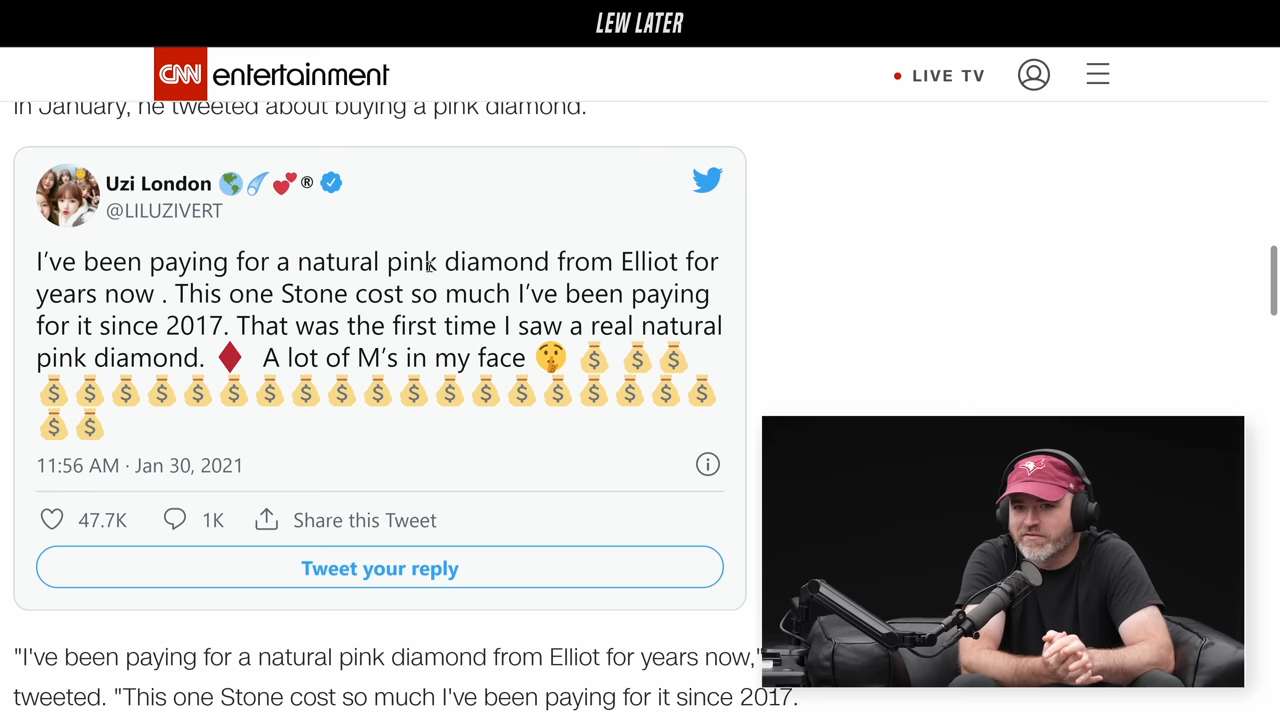 LEW LATER
CNN entertainment
LIVE TV
in January, he tweeted about buying a pink diamond.
Uzi London 🌎☄️💕® 
@LILUZIVERT
I’ve been paying for a natural pink diamond from Elliot for
years now . This one Stone cost so much I’ve been paying
for it since 2017. That was the first time I saw a real natural
pink diamond. ♦️ A lot of M’s in my face 🤫 💰 💰💰
💰💰💰💰💰💰💰💰💰💰💰💰💰💰💰💰💰💰💰
💰💰
11:56 AM · Jan 30, 2021
47.7K 1K Share this Tweet
Tweet your reply
"I've been paying for a natural pink diamond from Elliot for years now,"
tweeted. "This one Stone cost so much I've been paying for it since 2017.